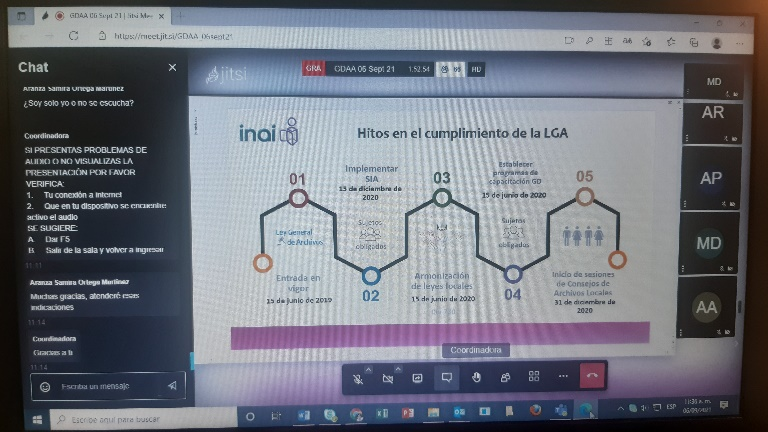 GDAA 06 Sept 21 | Jitsi Meet
https://meet.jit.si/GDAA_06sept21
Chat
Aranza Samira Ortega Martinez
¿Soy solo yo o no se escucha?
Coordinadora
SI PRESENTAS PROBLEMAS DE
AUDIO O NO VISUALIZAS LA
PRESENTACIÓN POR FAVOR
VERIFICA:
1. Tu conexión a internet
2. Que en tu dispositivo se encuentre
activo el audio
SE SUGIERE:
A Dar F5
B Salir de la sala y volver a ingresar
Aranza Samira Ortega Martinez
Muchas gracias, atenderé esas
indicaciones
11:14
Coordinadora
Gracias a ti
11:14
Escriba un mensaje
jitsi
GRA
GDAA 06 Sept 21
1:52:54
HD
inai
Hitos en el cumplimiento de la LGA
01
Ley General
de Archivos
Entrada en
vigor
15 de junio de 2019
Implementar
SIA
15 de diciembre de
2020
Sujetos
obligados
02
03
Armonización
de leyes locales
15 de junio de 2020
Establecer
programas de
capacitación GD
15 de junio de 2020
Sujetos
obligados
04
05
Inicio de sesiones
de Consejos de
Archivos Locales
31 de diciembre de
2020
Coordinadora
MD
AR
AP
MD
AA
Escribe aquí para buscar
ESP
11:36 a. m.
06/09/2021